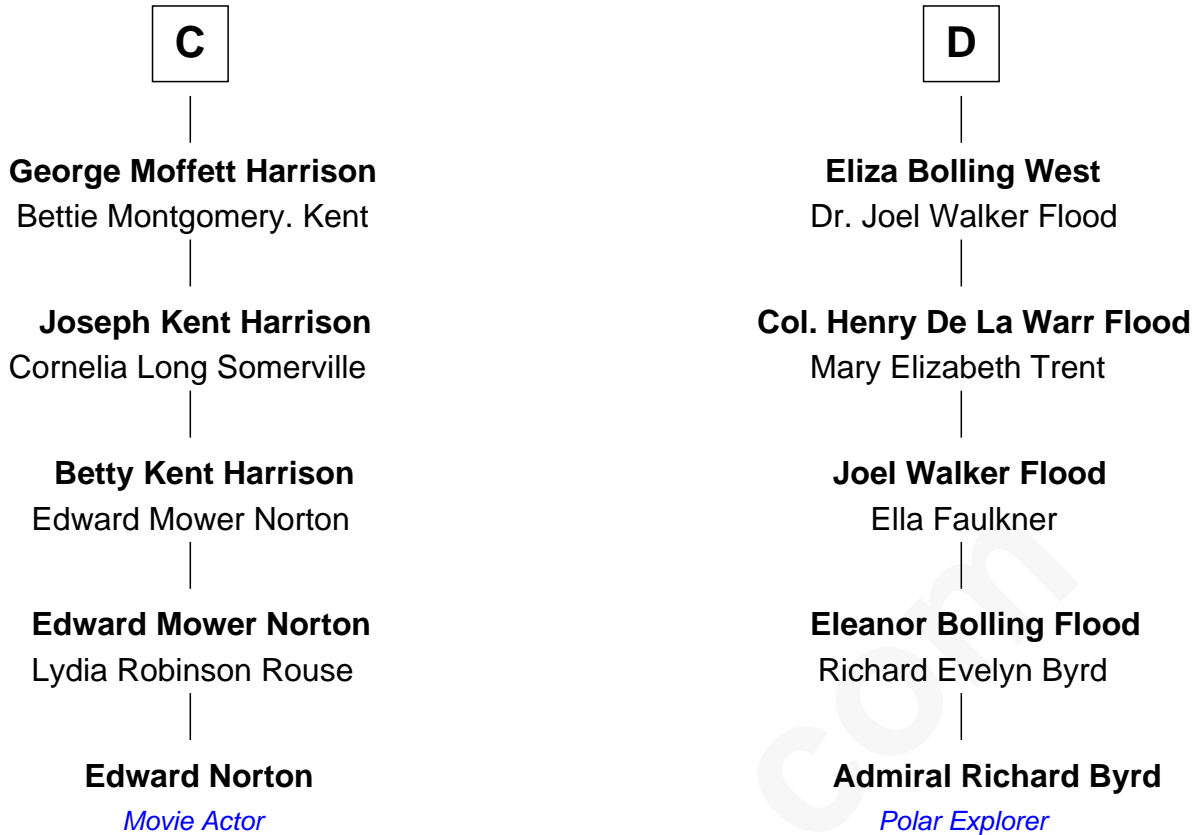 C
George Moffett Harrison
Bettie Montgomery. Kent
Joseph Kent Harrison
Cornelia Long Somerville
Betty Kent Harrison
Edward Mower Norton
Edward Mower Norton
Lydia Robinson Rouse
Edward Norton
Movie Actor
D
Eliza Bolling West
Dr. Joel Walker Flood
Col. Henry De La Warr Flood
Mary Elizabeth Trent
Joel Walker Flood
Ella Faulkner
Eleanor Bolling Flood
Richard Evelyn Byrd
Admiral Richard Byrd
Polar Explorer
com